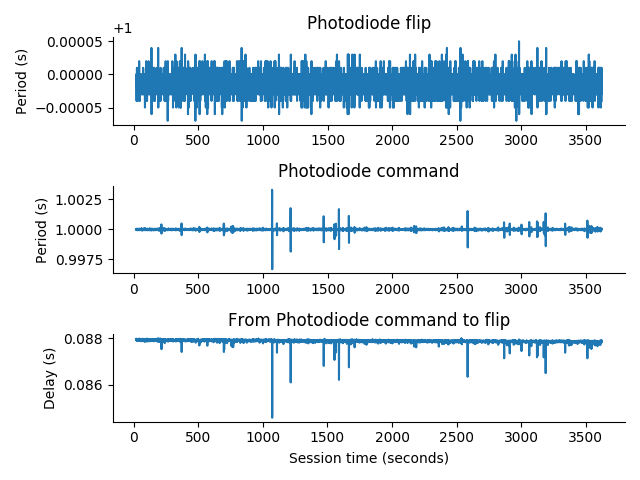 Photodiode flip
+1
Period (s)
0.00005
0.00000
−0.00005
0 500 1000 1500 2000 2500 3000 3500
Photodiode command
Period (s)
1.0025
1.0000
0.9975
0 500 1000 1500 2000 2500 3000 3500
From Photodiode command to flip
Delay (s)
0.088
0.086
0 500 1000 1500 2000 2500 3000 3500
Session time (seconds)